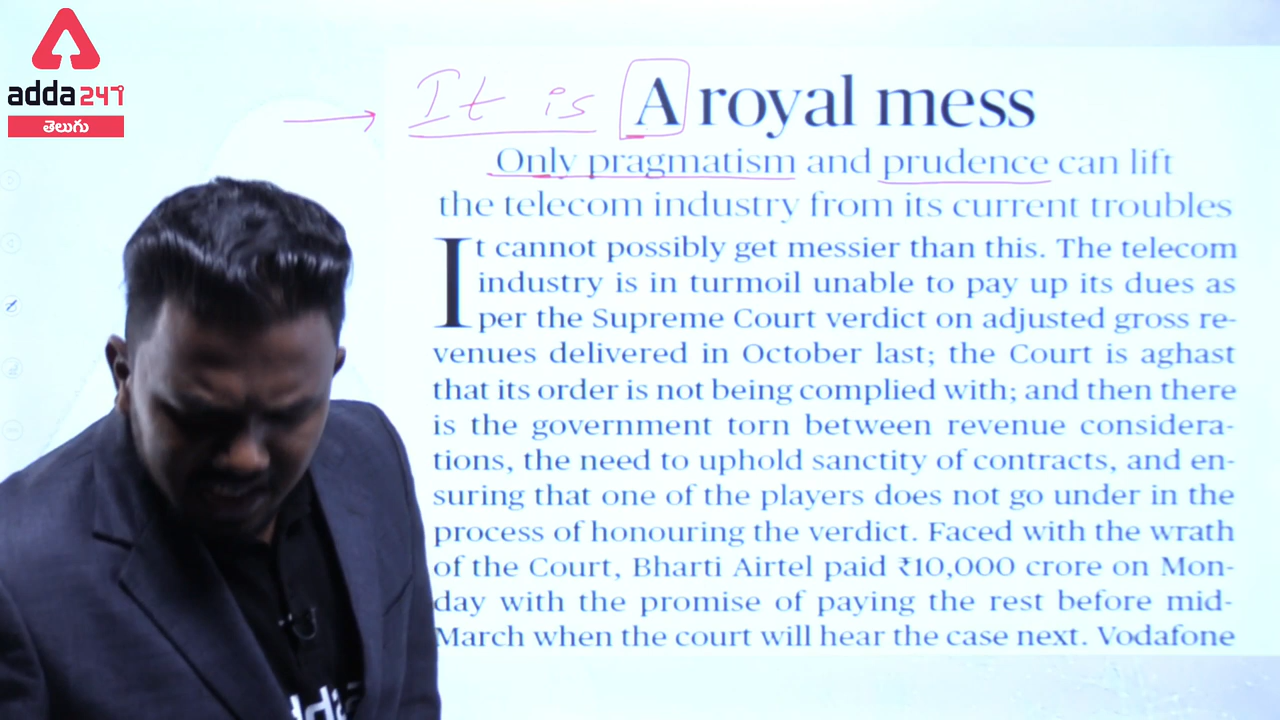 adda247
తెలుగు
It is A royal mess
Only pragmatism and prudence can lift
the telecom industry from its current troubles
It cannot possibly get messier than this. The telecom
industry is in turmoil unable to pay up its dues as
per the Supreme Court verdict on adjusted gross re-
venues delivered in October last; the Court is aghast
that its order is not being complied with; and then there
is the government torn between revenue considera-
tions, the need to uphold sanctity of contracts, and en-
suring that one of the players does not go under in the
process of honouring the verdict. Faced with the wrath
of the Court, Bharti Airtel paid ₹10,000 crore on Mon-
day with the promise of paying the rest before mid-
March when the court will hear the case next. Vodafone